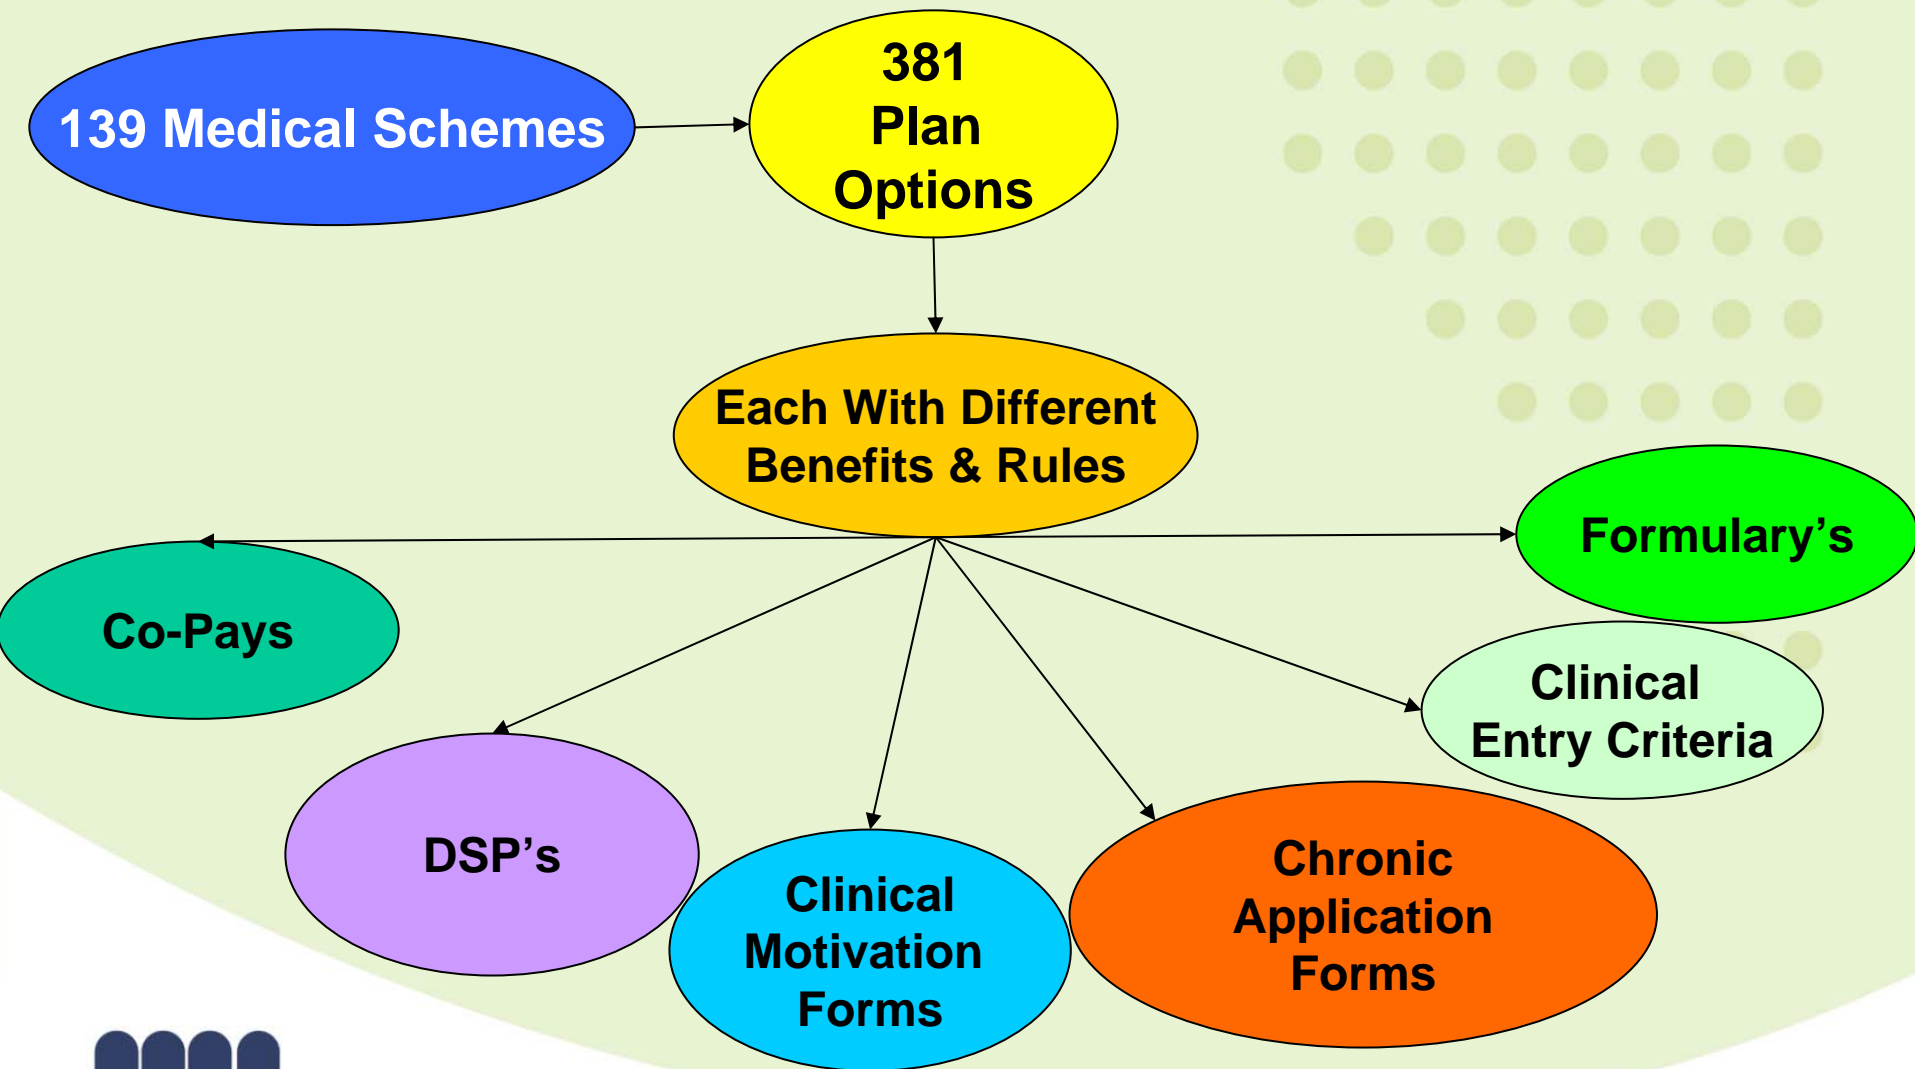 139 Medical Schemes
381
Plan
Options
Each With Different
Benefits & Rules
Formulary’s
Co-Pays
Clinical
Entry Criteria
DSP’s
Clinical
Motivation
Forms
Chronic
Application
Forms